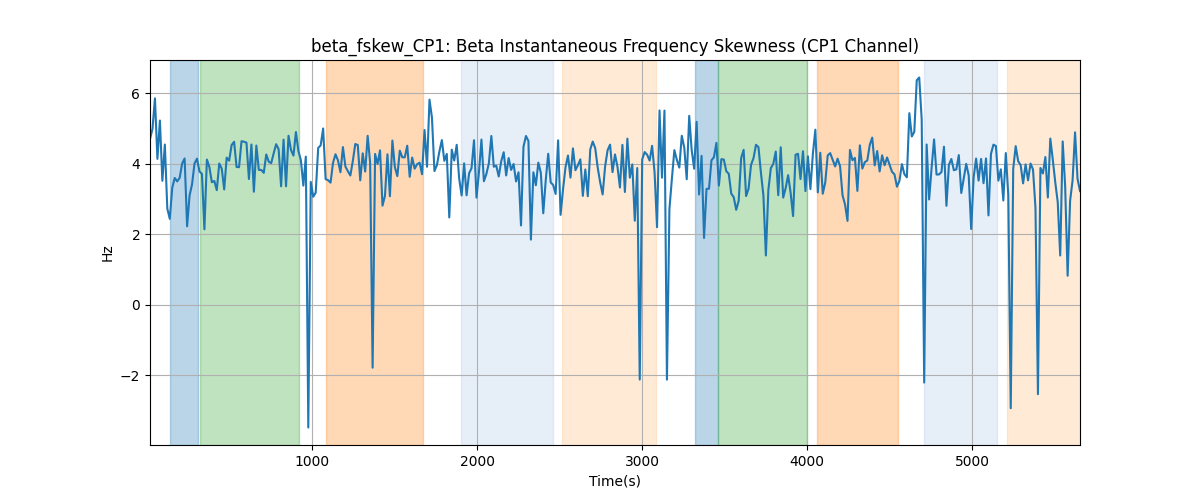 beta_fskew_CP1: Beta Instantaneous Frequency Skewness (CP1 Channel)
6
4
2
0
−2
Hz
1000 2000 3000 4000 5000
Time(s)